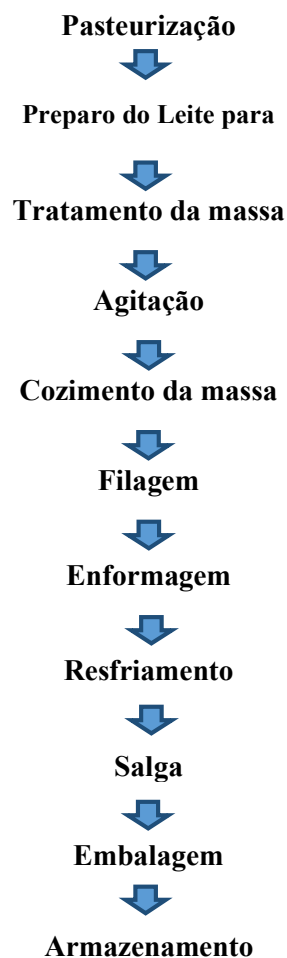 Pasteurização
Preparo do Leite para
Tratamento da massa
Agitação
Cozimento da massa
Filagem
Enformagem
Resfriamento
Salga
Embalagem
Armazenamento